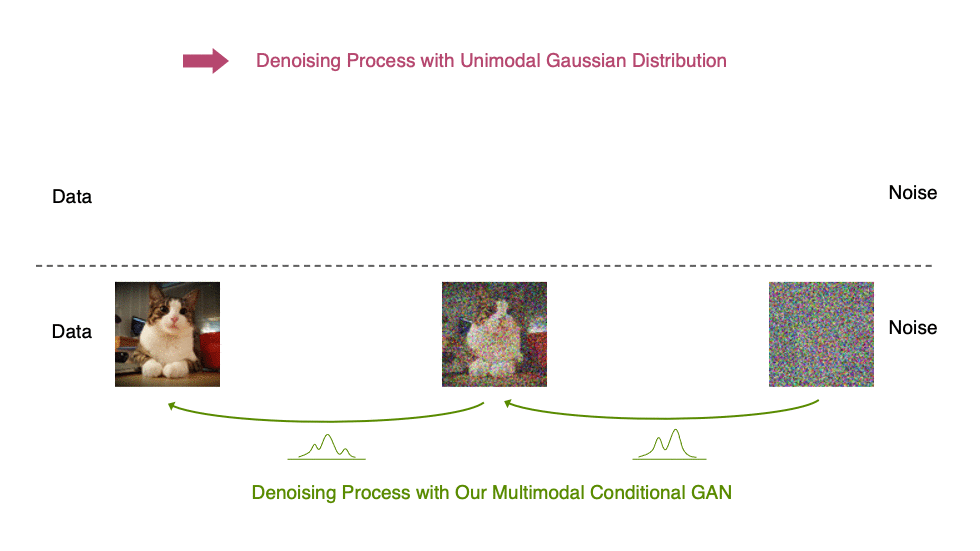 Denoising Process with Unimodal Gaussian Distribution
Data
Noise
Data
Noise
Denoising Process with Our Multimodal Conditional GAN